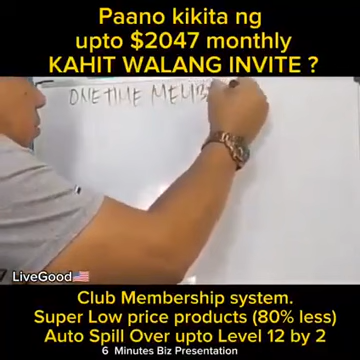 Paano kikita ng
upto $2047 monthly
KAHIT WALANG INVITE ?
ONE TIME MEMB
LiveGood🇺🇸
Club Membership system.
Super Low price products (80% less)
Auto Spill Over upto Level 12 by 2
6 Minutes Biz Presentation